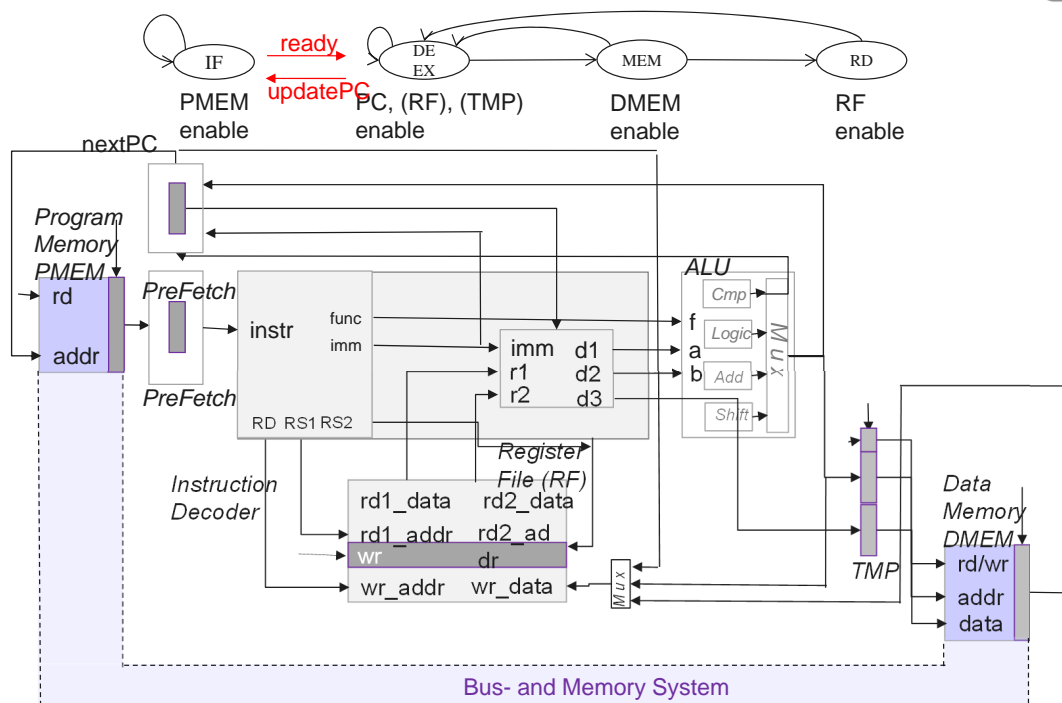 ready
IF
DE
EX
MEM
RD
updatePC
PMEM
enable
PC, (RF), (TMP)
enable
DMEM
enable
RF
enable
nextPC
Program
Memory
PMEM
rd
addr
PreFetch
PreFetch
instr
func
imm
RD RS1 RS2
imm
r1
r2
d1
d2
d3
ALU
f
a
b
Cmp
Logic
Add
Shift
Mux
Instruction
Decoder
Register
File (RF)
rd1_data rd2_data
rd1_addr rd2_ad
wr dr
wr_addr wr_data
Mux
TMP
Data
Memory
DMEM
rd/wr
addr
data
Bus- and Memory System